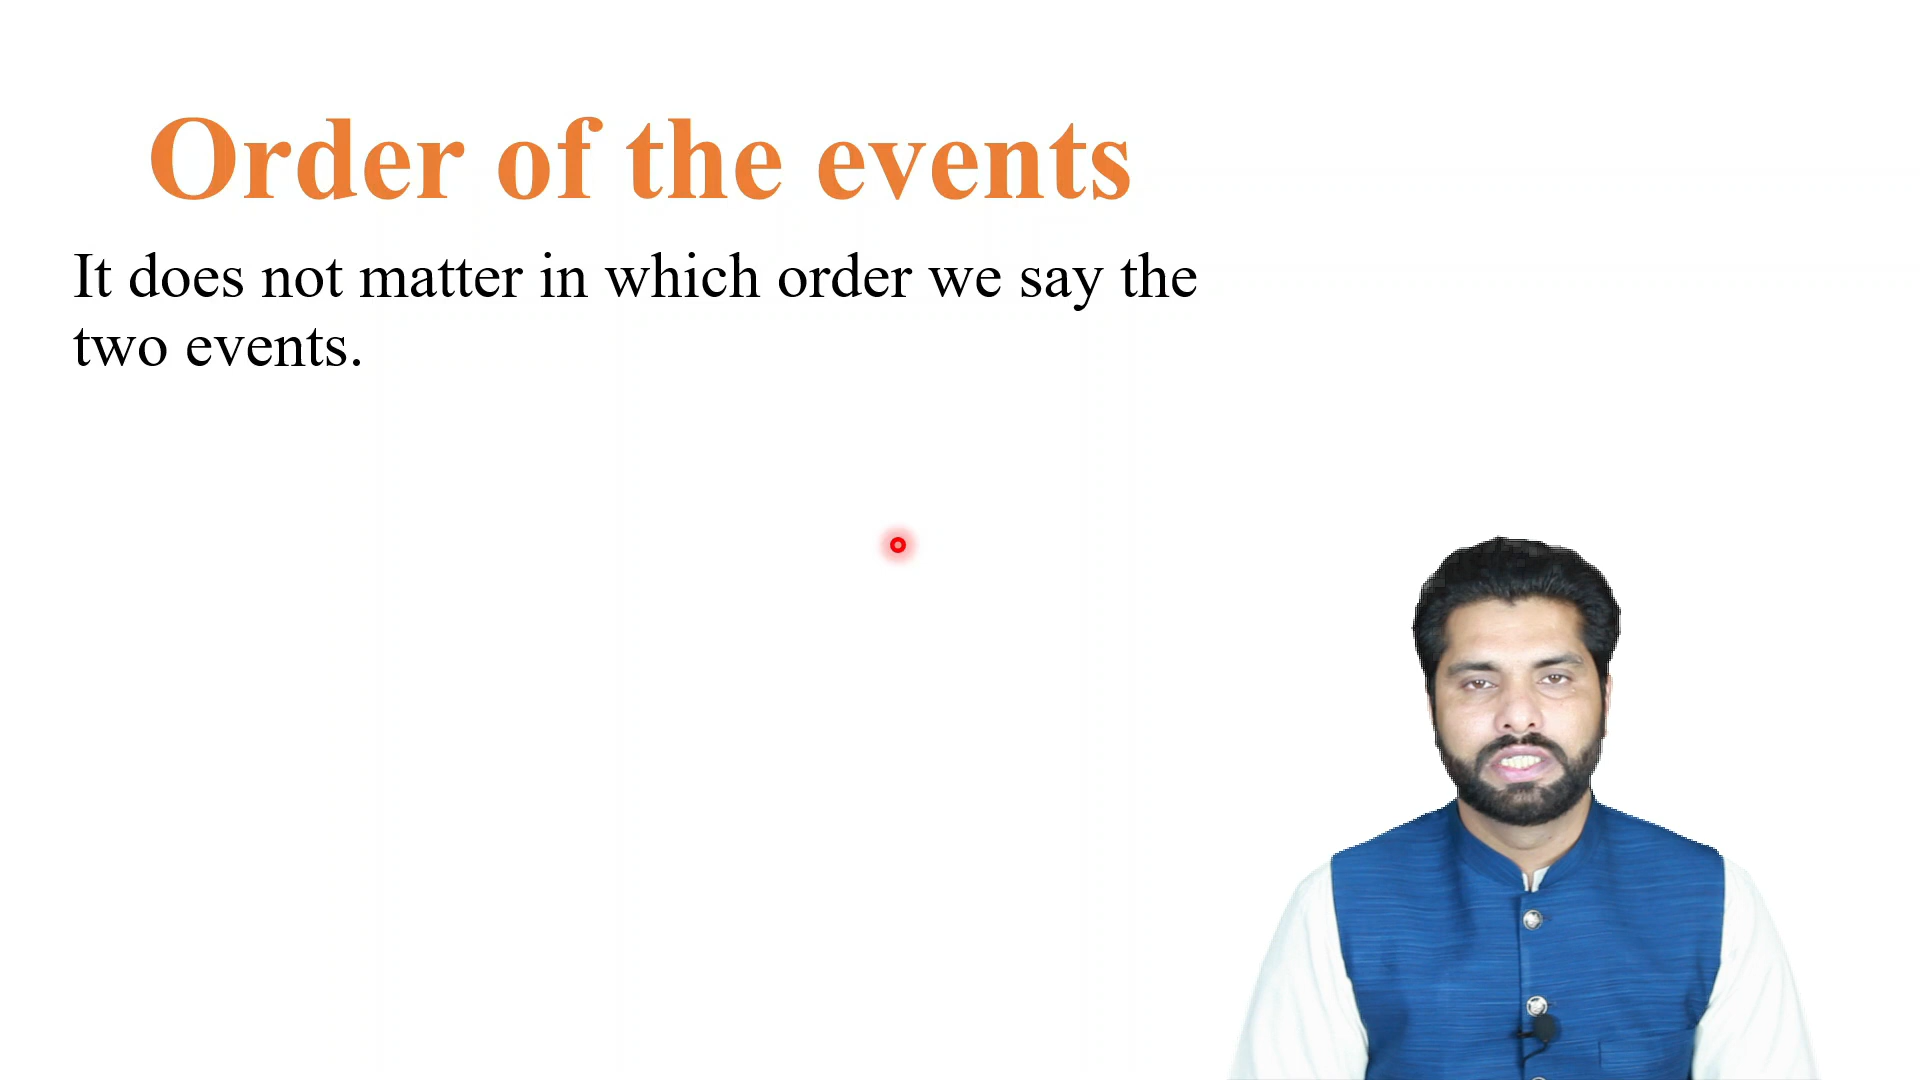 Order of the events
It does not matter in which order we say the
two events.